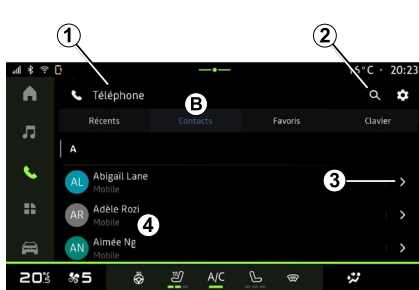 1
2
16°C · 20:23
Téléphone
B
Récents Contacts Favoris Clavier
A
AL Abigaïl Lane
Mobile
3
AR Adèle Rozi
Mobile
4
AN Aimée Ng
Mobile
20.5 5 A/C